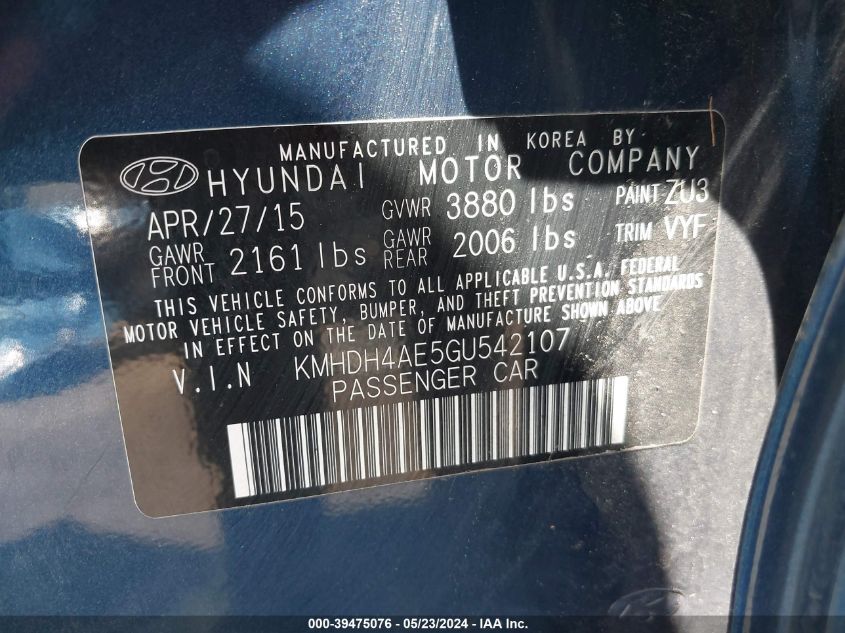 MANUFACTURED IN KOREA BY
HYUNDAI MOTOR COMPANY
APR/27/15 GVWR 3880 lbs PAINT ZU3
GAWR FRONT 2161 lbs GAWR REAR 2006 lbs TRIM VYF
THIS VEHICLE CONFORMS TO ALL APPLICABLE U.S.A. FEDERAL
MOTOR VEHICLE SAFETY, BUMPER, AND THEFT PREVENTION STANDARDS
IN EFFECT ON THE DATE OF MANUFACTURE SHOWN ABOVE
V.I.N KMHDH4AE5GU542107
PASSENGER CAR
000-39475076 - 05/23/2024 - IAA Inc.